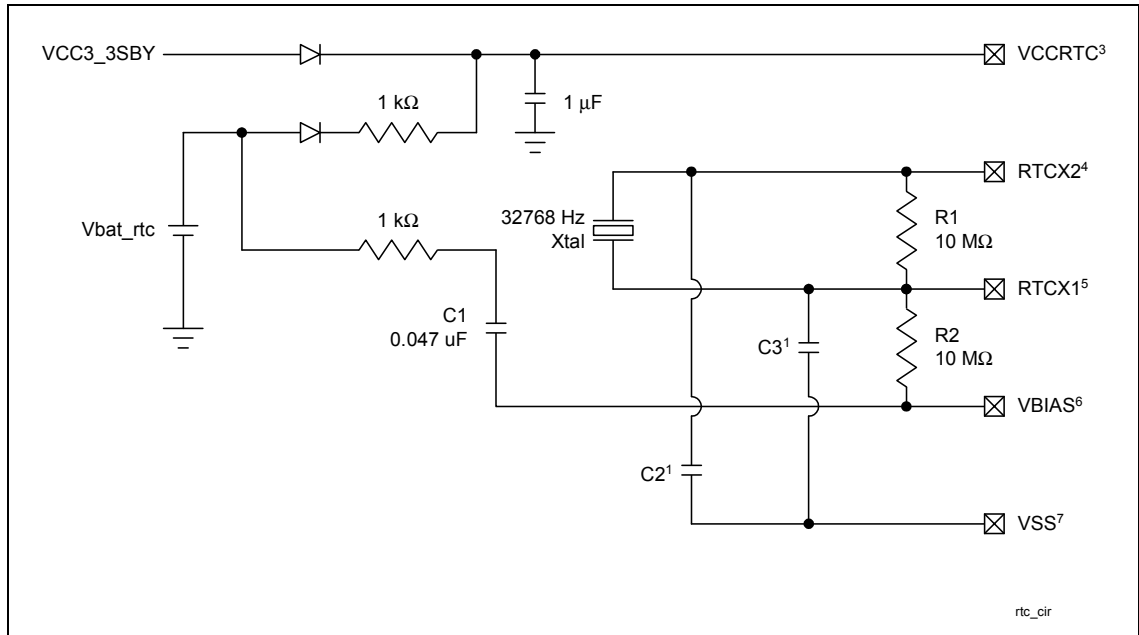 VCC3_3SBY
VCCRTC³
1 kΩ
1 μF
RTCX2⁴
Vbat_rtc
1 kΩ
32768 Hz
Xtal
R1
10 MΩ
RTCX1⁵
C1
0.047 uF
C3¹
R2
10 MΩ
VBIAS⁶
C2¹
VSS⁷
rtc_cir